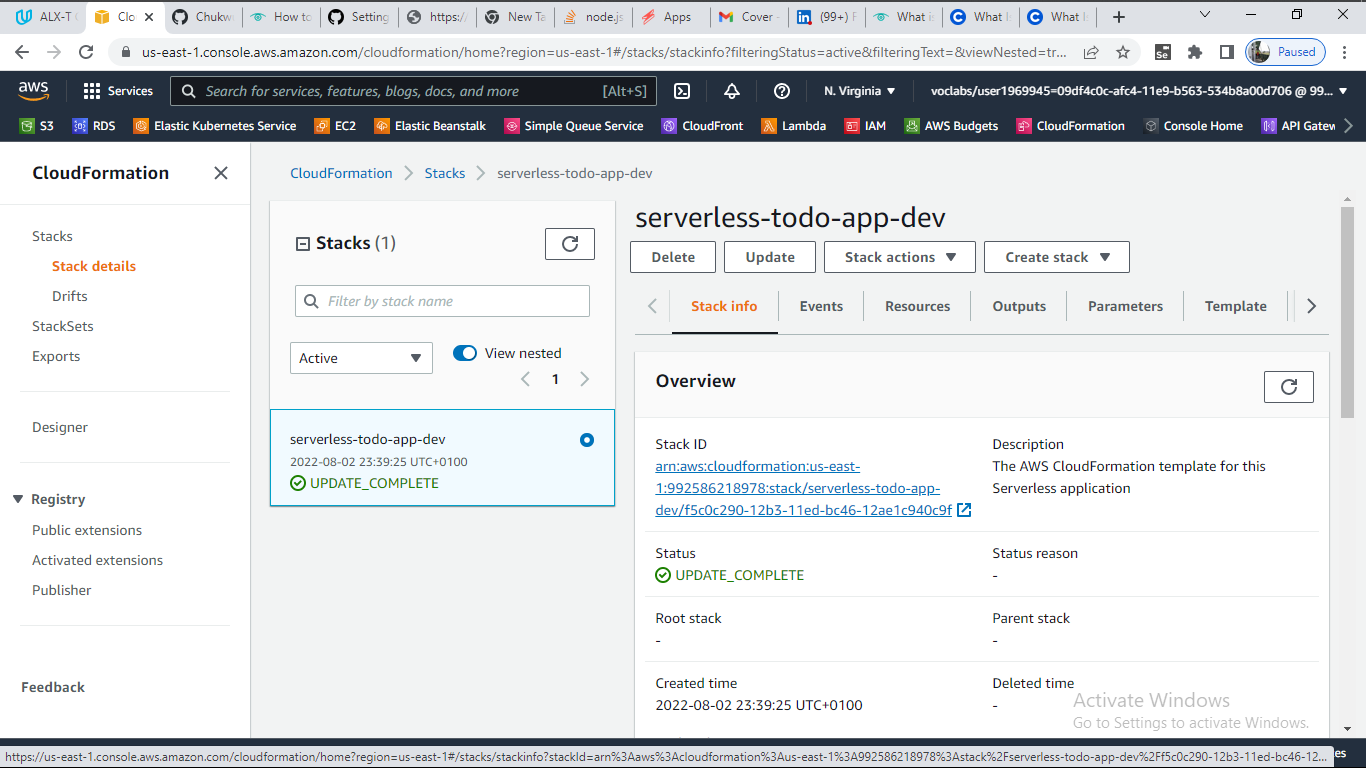 ALX-T
Clo
Chukw
How to
Setting
https:/
New Ta
node.js
Apps
Cover -
(99+) F
What i
What Is
What Is
us-east-1.console.aws.amazon.com/cloudformation/home?region=us-east-1#/stacks/stackinfo?filteringStatus=active&filteringText=&viewNested=tr...
Se
Paused
aws
Services
Search for services, features, blogs, docs, and more
[Alt+S]
N. Virginia
voclabs/user1969945=09df4c0c-afc4-11e9-b563-534b8a00d706 @ 99...
S3
RDS
Elastic Kubernetes Service
EC2
Elastic Beanstalk
Simple Queue Service
CloudFront
Lambda
IAM
AWS Budgets
CloudFormation
Console Home
API Gatew
CloudFormation
Stacks
Stack details
Drifts
StackSets
Exports
Designer
Registry
Public extensions
Activated extensions
Publisher
Feedback
CloudFormation
Stacks
serverless-todo-app-dev
Stacks (1)
Filter by stack name
Active
View nested
1
serverless-todo-app-dev
2022-08-02 23:39:25 UTC+0100
UPDATE_COMPLETE
serverless-todo-app-dev
Delete
Update
Stack actions
Create stack
Stack info
Events
Resources
Outputs
Parameters
Template
Overview
Stack ID
arn:aws:cloudformation:us-east-
1:992586218978:stack/serverless-todo-app-
dev/f5c0c290-12b3-11ed-bc46-12ae1c940c9f
Description
The AWS CloudFormation template for this
Serverless application
Status
UPDATE_COMPLETE
Status reason
-
Root stack
-
Parent stack
-
Created time
2022-08-02 23:39:25 UTC+0100
Deleted time
-
Activate Windows
Go to Settings to activate Windows.
https://us-east-1.console.aws.amazon.com/cloudformation/home?region=us-east-1#/stacks/stackinfo?stackId=arn%3Aaws%3Acloudformation%3Aus-east-1%3A992586218978%3Astack%2Fserverless-todo-app-dev%2Ff5c0c290-12b3-11ed-bc46-12...
es